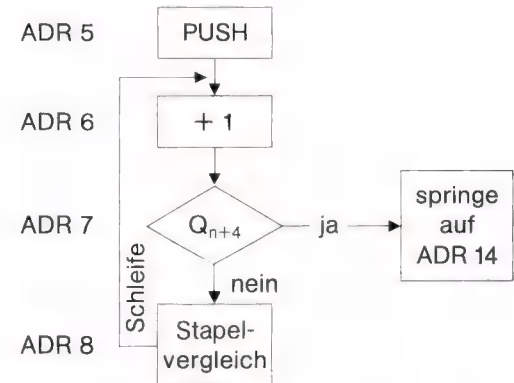 ADR 5
PUSH
ADR 6
+ 1
ADR 7
Qn+4
ja
springe
auf
ADR 14
nein
Schleife
ADR 8
Stapel-
vergleich